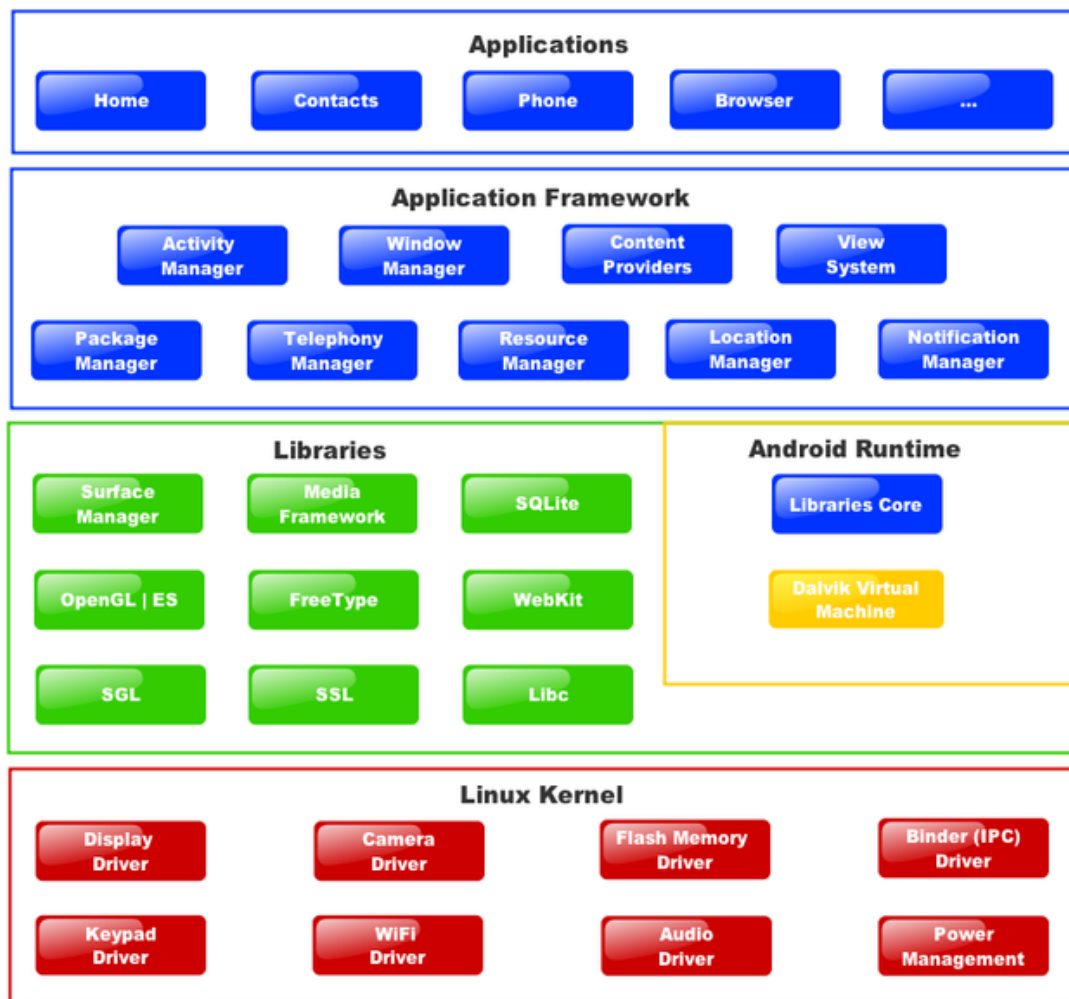 Applications
Home
Contacts
Phone
Browser
...
Application Framework
Activity
Manager
Window
Manager
Content
Providers
View
System
Package
Manager
Telephony
Manager
Resource
Manager
Location
Manager
Notification
Manager
Libraries
Surface
Manager
Media
Framework
SQLite
OpenGL | ES
FreeType
WebKit
SGL
SSL
Libc
Android Runtime
Libraries Core
Dalvik Virtual
Machine
Linux Kernel
Display
Driver
Camera
Driver
Flash Memory
Driver
Binder (IPC)
Driver
Keypad
Driver
WiFi
Driver
Audio
Driver
Power
Management